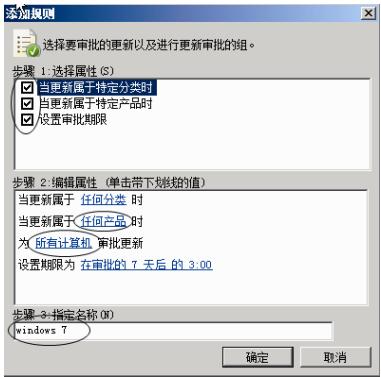 添加规则
选择要审批的更新以及进行更新审批的组。
步骤 1:选择属性(S)
当更新属于特定分类时
当更新属于特定产品时
设置审批期限
步骤 2:编辑属性 (单击带下划线的值)
当更新属于 任何分类 时
当更新属于 任何产品 时
为 所有计算机 审批更新
设置期限为 在审批的 7 天后 的 3:00
步骤 3:指定名称(N)
windows 7
确定 取消